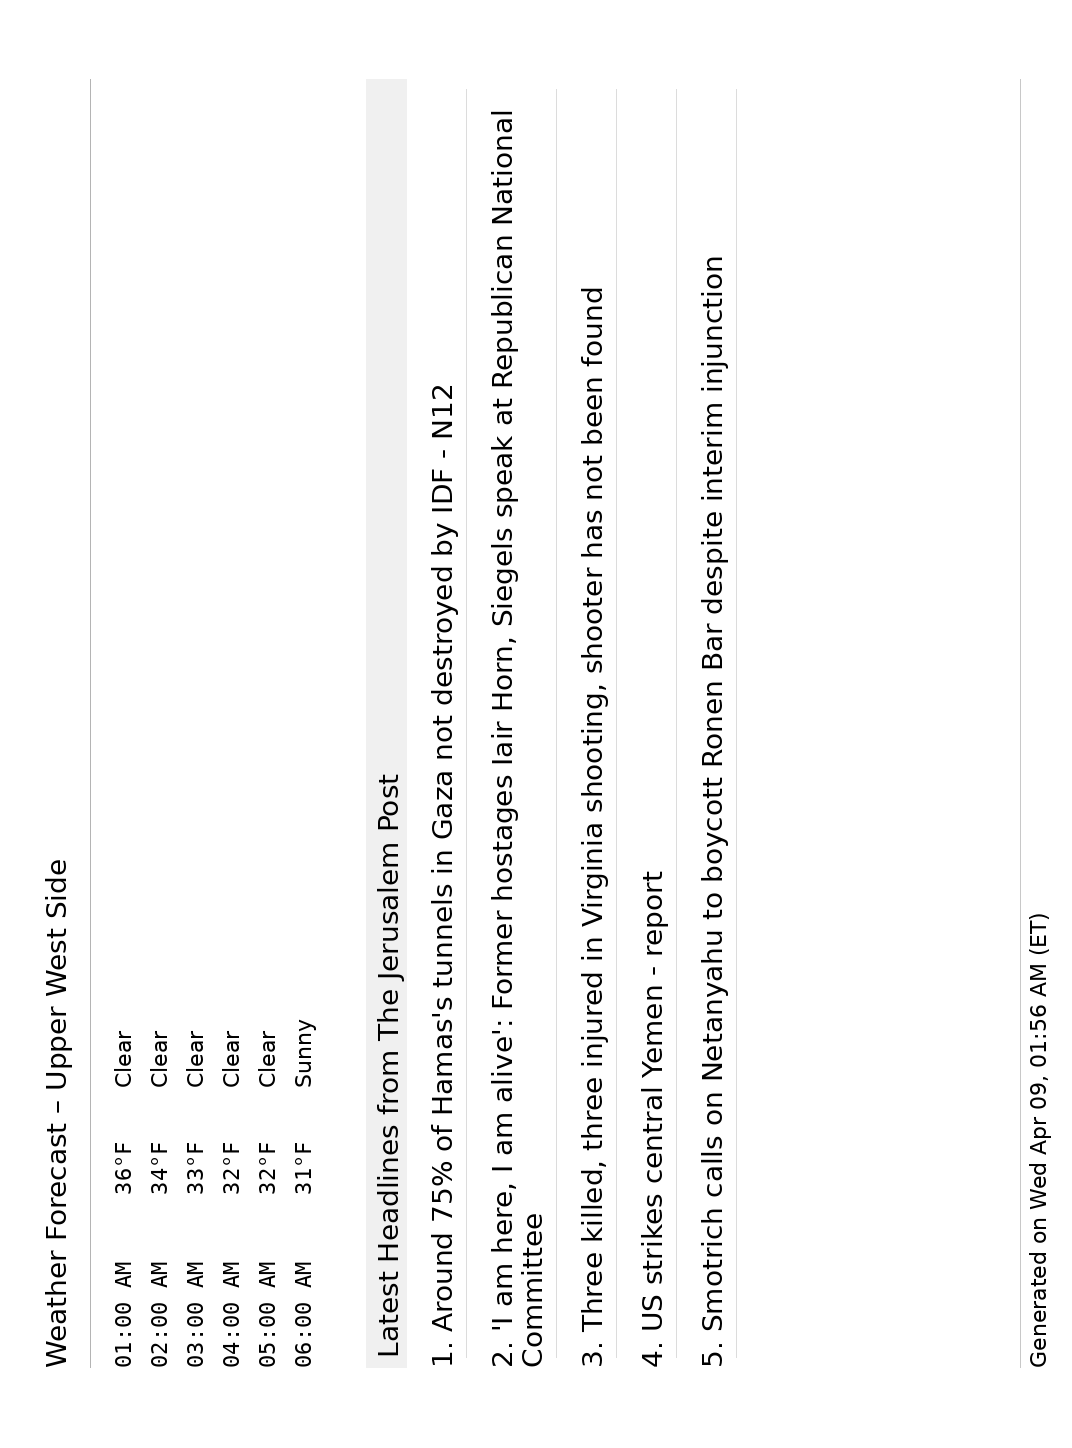 Weather Forecast – Upper West Side
01:00 AM 36°F Clear
02:00 AM 34°F Clear
03:00 AM 33°F Clear
04:00 AM 32°F Clear
05:00 AM 32°F Clear
06:00 AM 31°F Sunny
Latest Headlines from The Jerusalem Post
1. Around 75% of Hamas's tunnels in Gaza not destroyed by IDF - N12
2. 'I am here, I am alive': Former hostages Iair Horn, Siegels speak at Republican National
Committee
3. Three killed, three injured in Virginia shooting, shooter has not been found
4. US strikes central Yemen - report
5. Smotrich calls on Netanyahu to boycott Ronen Bar despite interim injunction
Generated on Wed Apr 09, 01:56 AM (ET)